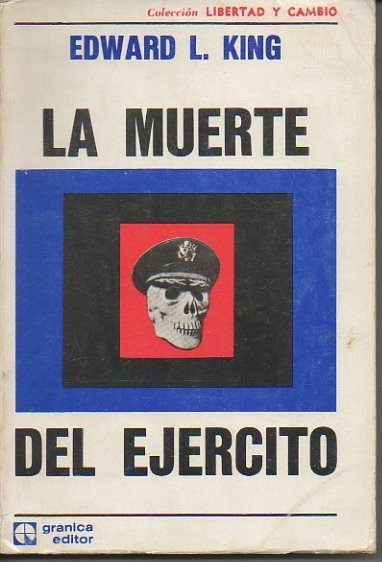 Colección LIBERTAD Y CAMBIO
EDWARD L. KING
LA MUERTE
DEL EJERCITO
granica
editor